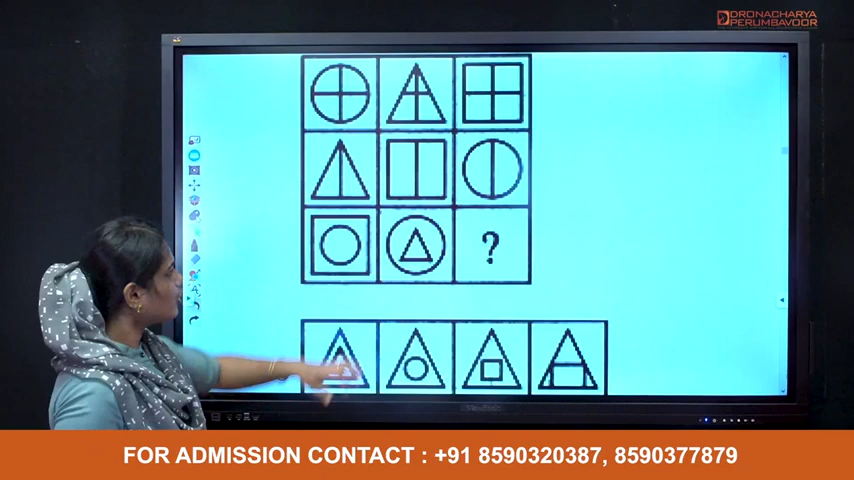 DRONACHARYA
PERUMBAVOOR
?
FOR ADMISSION CONTACT : +91 8590320387, 8590377879